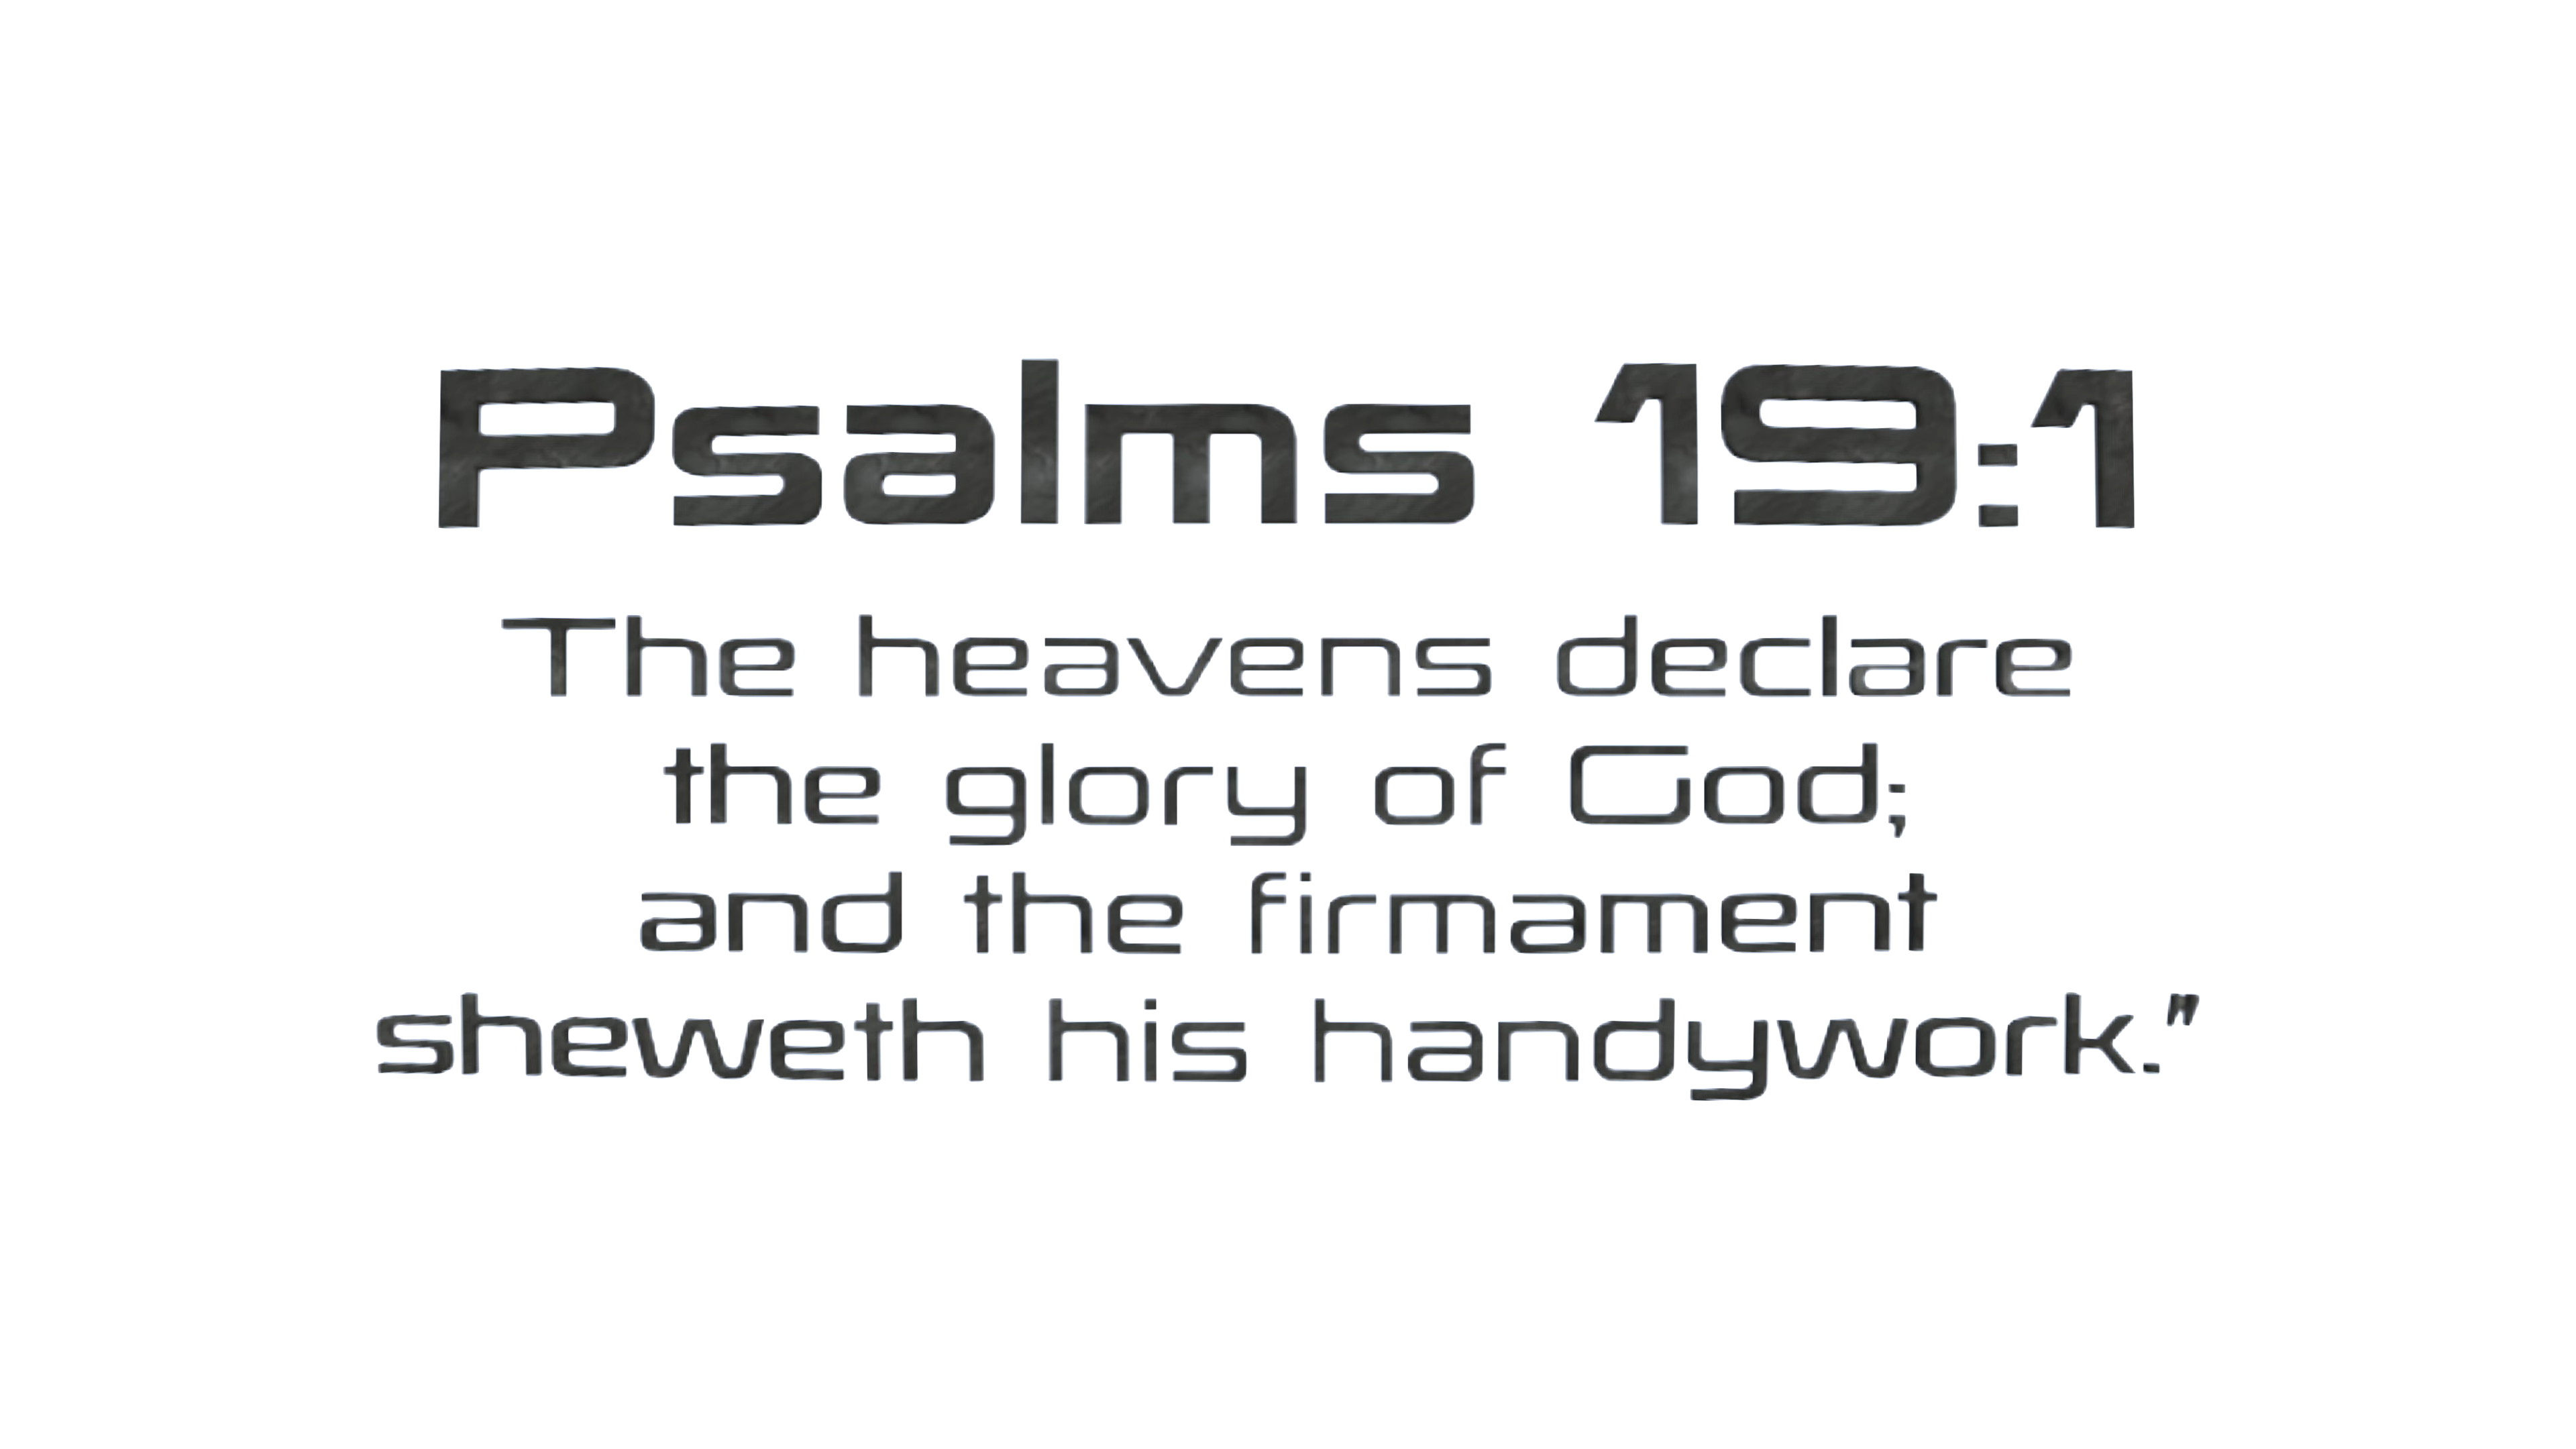 Psalms 19:1
The heavens declare
the glory of God;
and the firmament
sheweth his handywork."